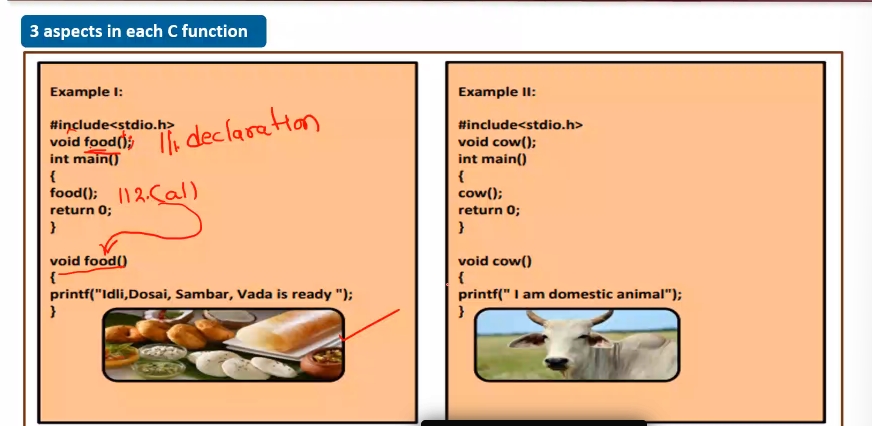 3 aspects in each C function
Example I:
#include<stdio.h>
void food(); //1. declaration
int main()
{
food(); //2. Call
return 0;
}
void food()
{
printf("Idli,Dosai, Sambar, Vada is ready ");
}
Example II:
#include<stdio.h>
void cow();
int main()
{
cow();
return 0;
}
void cow()
{
printf(" I am domestic animal");
}